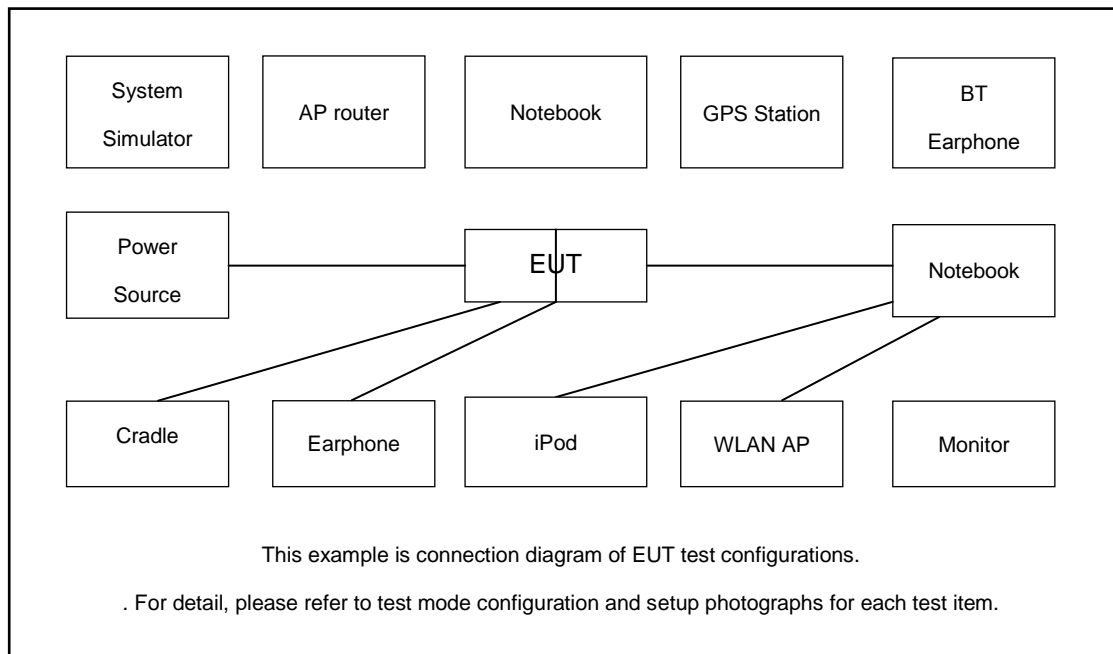 System
Simulator
AP router
Notebook
GPS Station
BT
Earphone
Power
Source
EUT
Notebook
Cradle
Earphone
iPod
WLAN AP
Monitor
This example is connection diagram of EUT test configurations.
. For detail, please refer to test mode configuration and setup photographs for each test item.